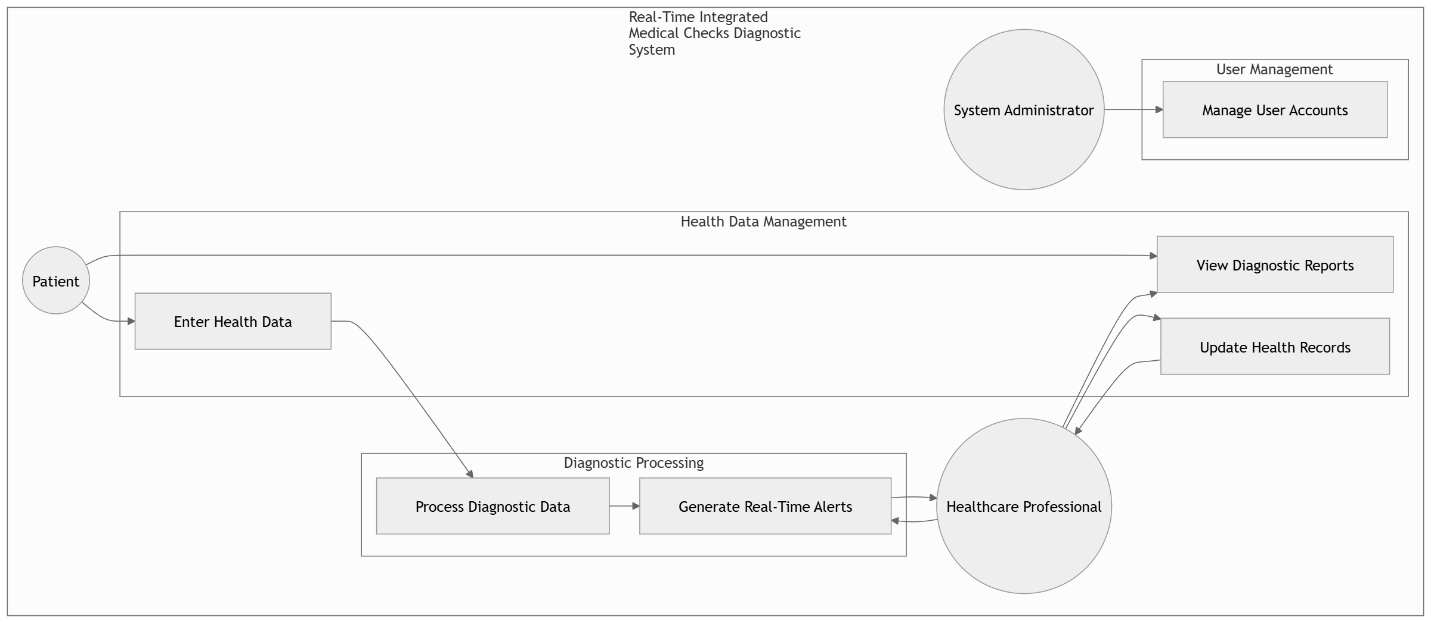 Real-Time Integrated
Medical Checks Diagnostic
System
User Management
System Administrator
Manage User Accounts
Health Data Management
View Diagnostic Reports
Patient
Enter Health Data
Update Health Records
Diagnostic Processing
Process Diagnostic Data
Generate Real-Time Alerts
Healthcare Professional